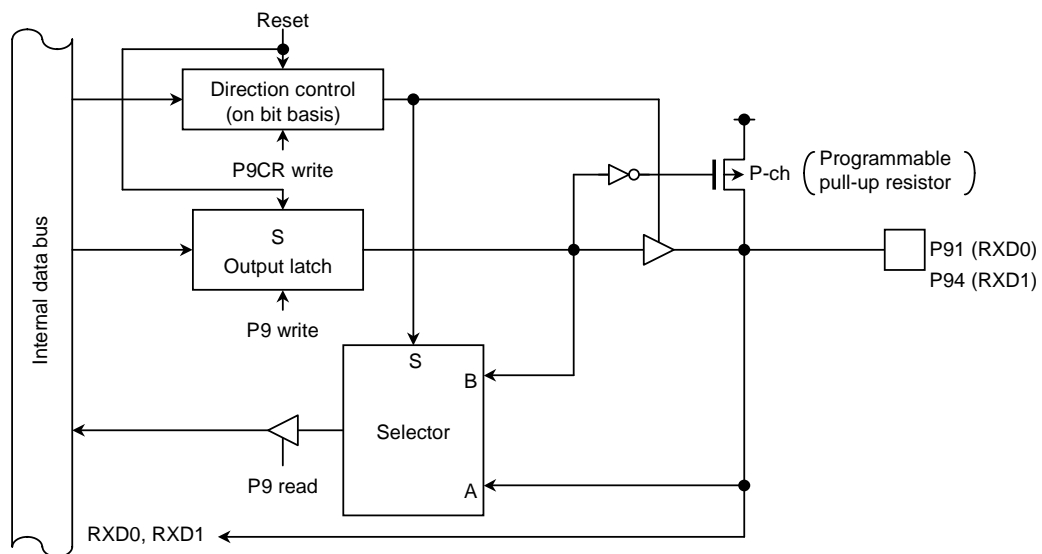 Reset
Direction control
(on bit basis)
P9CR write
P-ch
Programmable
pull-up resistor
S
Output latch
P91 (RXD0)
P94 (RXD1)
P9 write
Internal data bus
S
B
Selector
A
P9 read
RXD0, RXD1